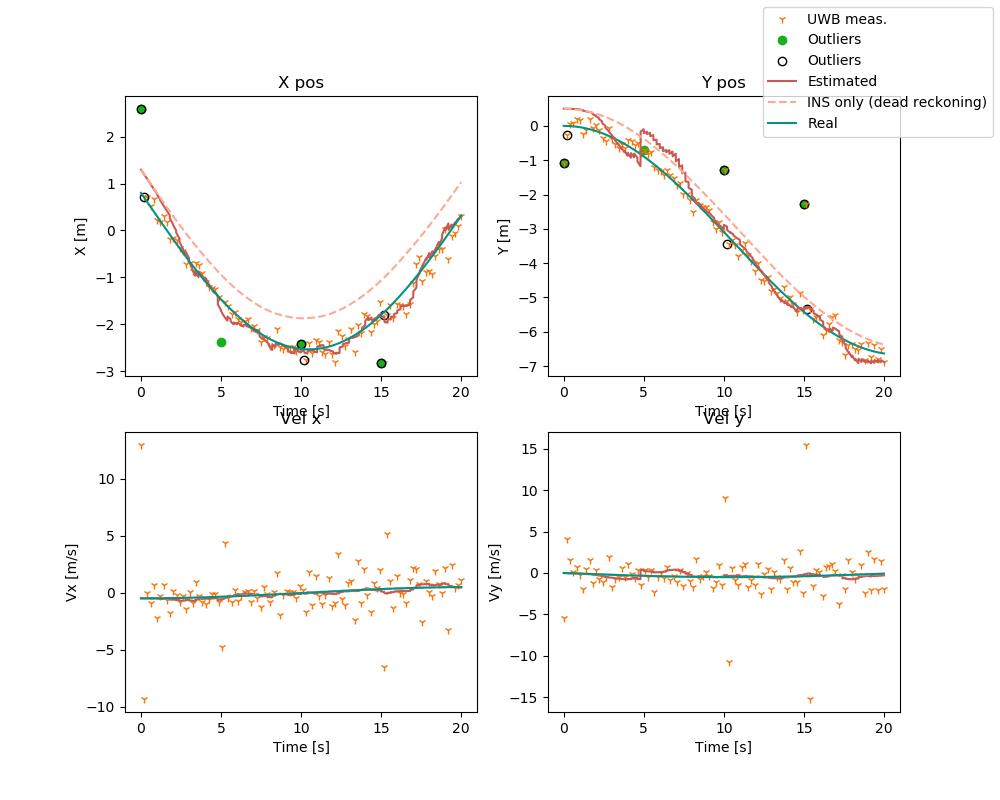 UWB meas.
Outliers
Outliers
Estimated
INS only (dead reckoning)
Real
X pos
X [m]
2
1
0
−1
−2
−3
0 5 10 15 20
Time [s]
Y pos
Y [m]
0
−1
−2
−3
−4
−5
−6
−7
0 5 10 15 20
Time [s]
Vel x
Vx [m/s]
10
5
0
−5
−10
0 5 10 15 20
Time [s]
Vel y
Vy [m/s]
15
10
5
0
−5
−10
−15
0 5 10 15 20
Time [s]